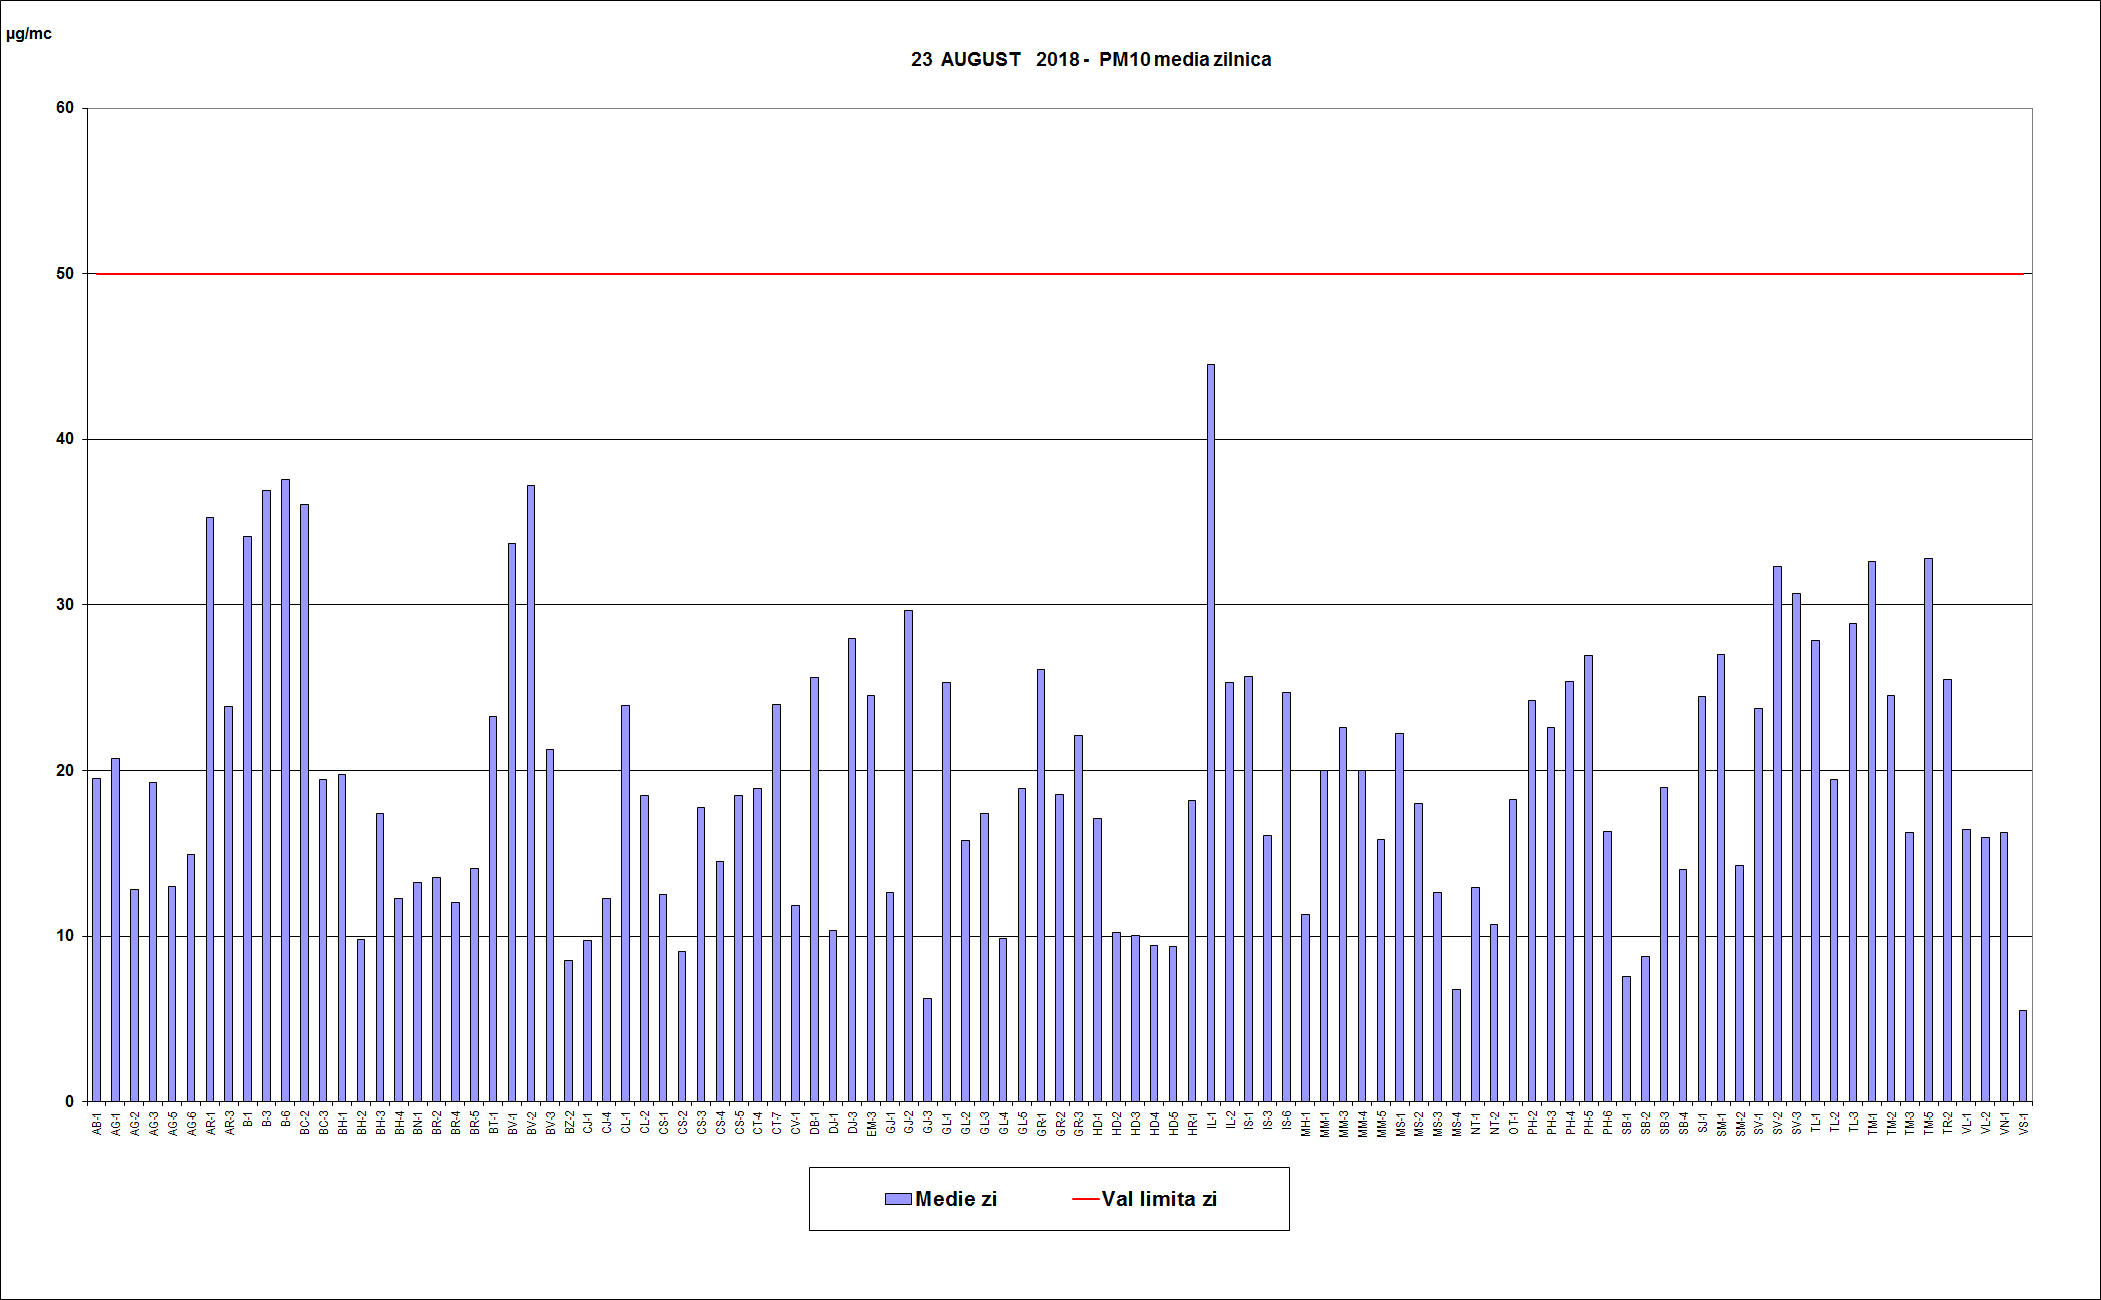 µg/mc
23 AUGUST 2018 - PM10 media zilnica
60
50
40
30
20
10
0
AB-1 AG-1 AG-2 AG-3 AG-5 AG-6 AR-1 AR-3 B-1 B-3 B-6 BC-2 BC-3 BH-1 BH-2 BH-3 BH-4 BN-1 BR-2 BR-4 BR-5 BT-1 BV-1 BV-2 BV-3 BZ-2 CJ-1 CJ-4 CL-1 CL-2 CS-1 CS-2 CS-3 CS-4 CS-5 CT-4 CT-7 CV-1 DB-1 DJ-1 DJ-3 EM-3 GJ-1 GJ-2 GJ-3 GL-1 GL-2 GL-3 GL-4 GL-5 GR-1 GR-2 GR-3 HD-1 HD-2 HD-3 HD-4 HD-5 HR-1 IL-1 IL-2 IS-1 IS-3 IS-6 MH-1 MM-1 MM-3 MM-4 MM-5 MS-1 MS-2 MS-3 MS-4 NT-1 NT-2 OT-1 PH-2 PH-3 PH-4 PH-5 PH-6 SB-1 SB-2 SB-3 SB-4 SJ-1 SM-1 SM-2 SV-1 SV-2 SV-3 TL-1 TL-2 TL-3 TM-1 TM-2 TM-3 TM-5 TR-2 VL-1 VL-2 VN-1 VS-1
Medie zi Val limita zi